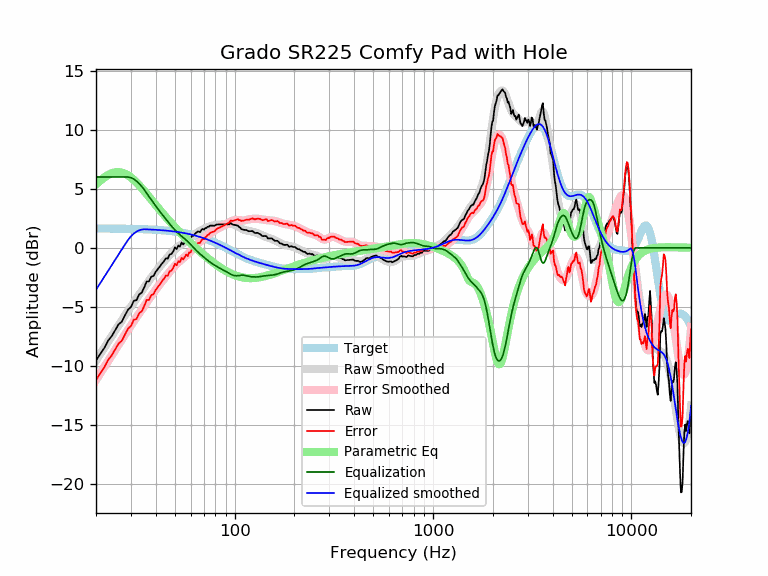 Grado SR225 Comfy Pad with Hole
Amplitude (dBr)
15
10
5
0
−5
−10
−15
−20
Target
Raw Smoothed
Error Smoothed
Raw
Error
Parametric Eq
Equalization
Equalized smoothed
100 1000 10000
Frequency (Hz)